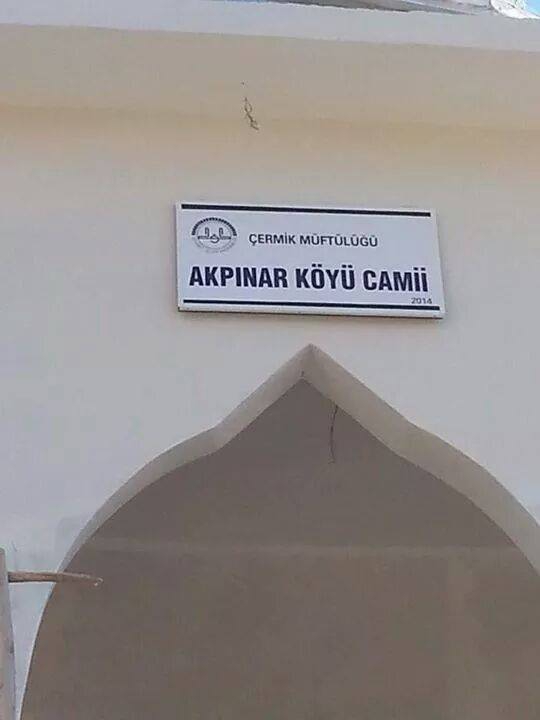 ÇERMİK MÜFTÜLÜĞÜ
AKPINAR KÖYÜ CAMİİ
2014